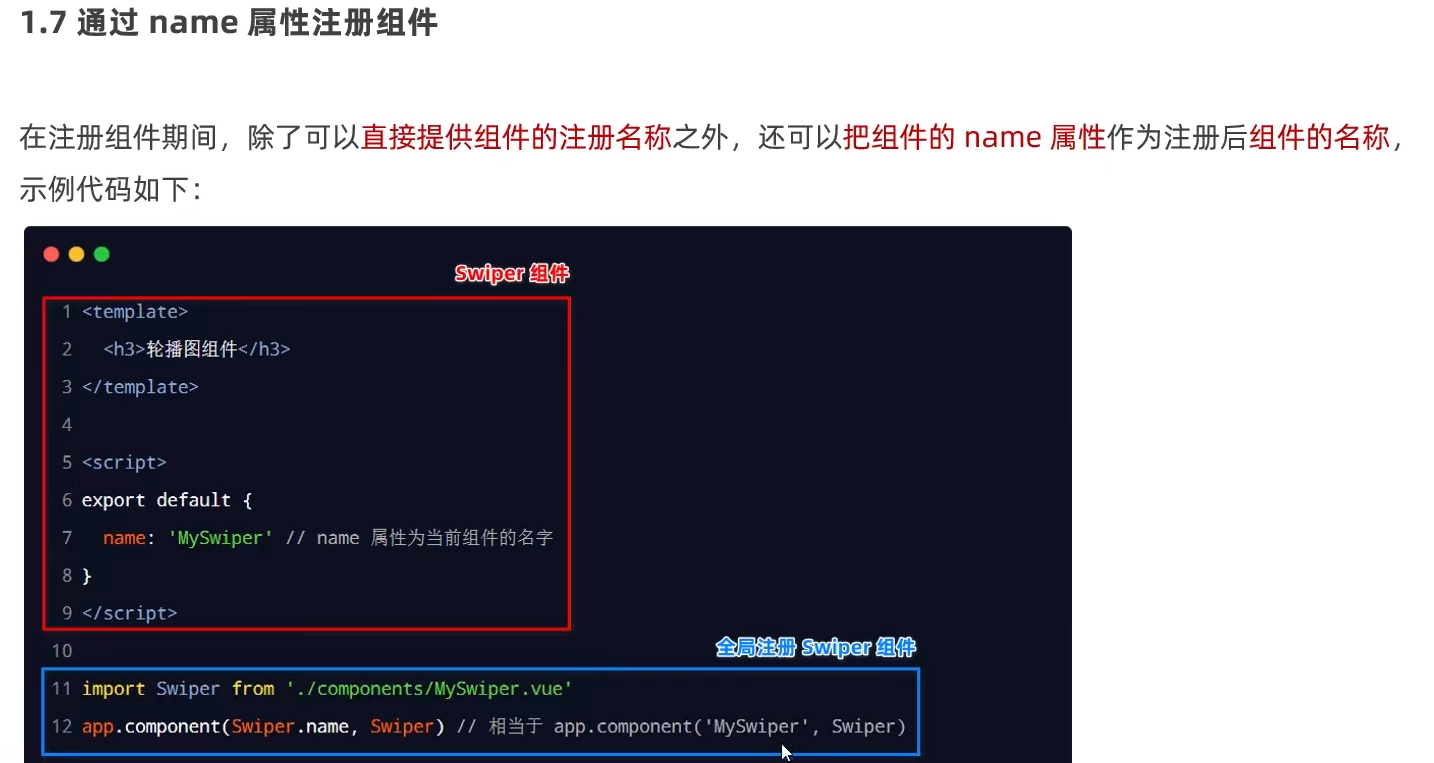 1.7 通过 name 属性注册组件
在注册组件期间，除了可以直接提供组件的注册名称之外，还可以把组件的 name 属性作为注册后组件的名称，
示例代码如下：
Swiper 组件
1 <template>
2   <h3>轮播图组件</h3>
3 </template>
4
5 <script>
6 export default {
7   name: 'MySwiper' // name 属性为当前组件的名字
8 }
9 </script>
10
全局注册 Swiper 组件
11 import Swiper from './components/MySwiper.vue'
12 app.component(Swiper.name, Swiper) // 相当于 app.component('MySwiper', Swiper)